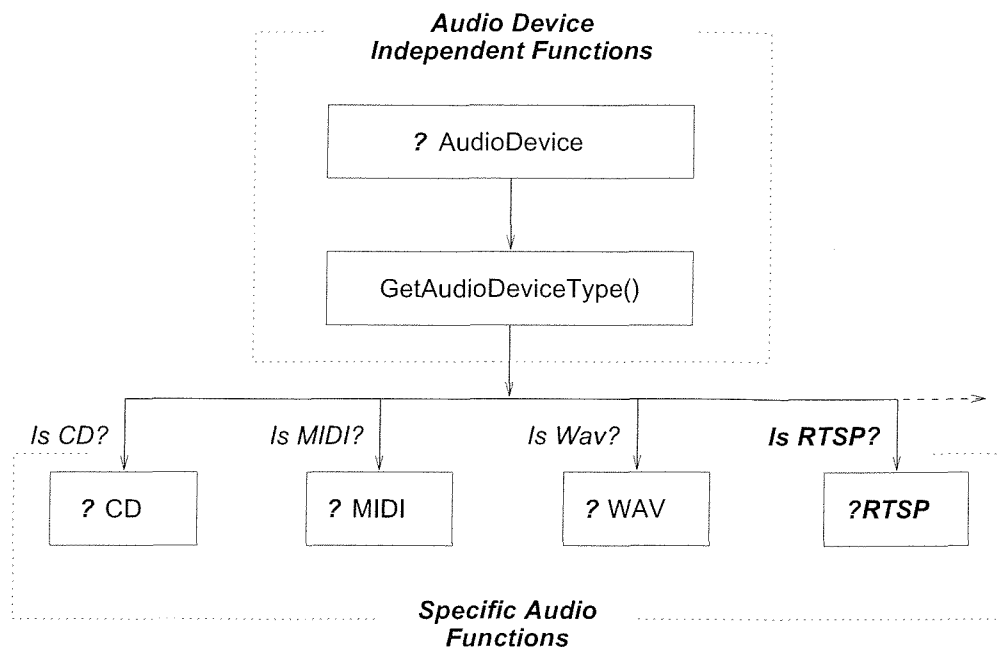 Audio Device
Independent Functions
? AudioDevice
GetAudioDeviceType()
Is CD?
Is MIDI?
Is Wav?
Is RTSP?
? CD
? MIDI
? WAV
?RTSP
Specific Audio
Functions